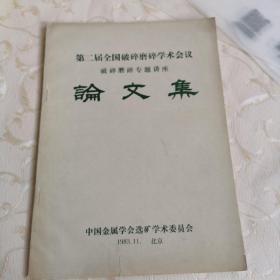 第二届全国破碎磨碎学术会议
破碎磨碎专题讲座
論文集
中国金属学会选矿学术委员会
1983.11. 北京